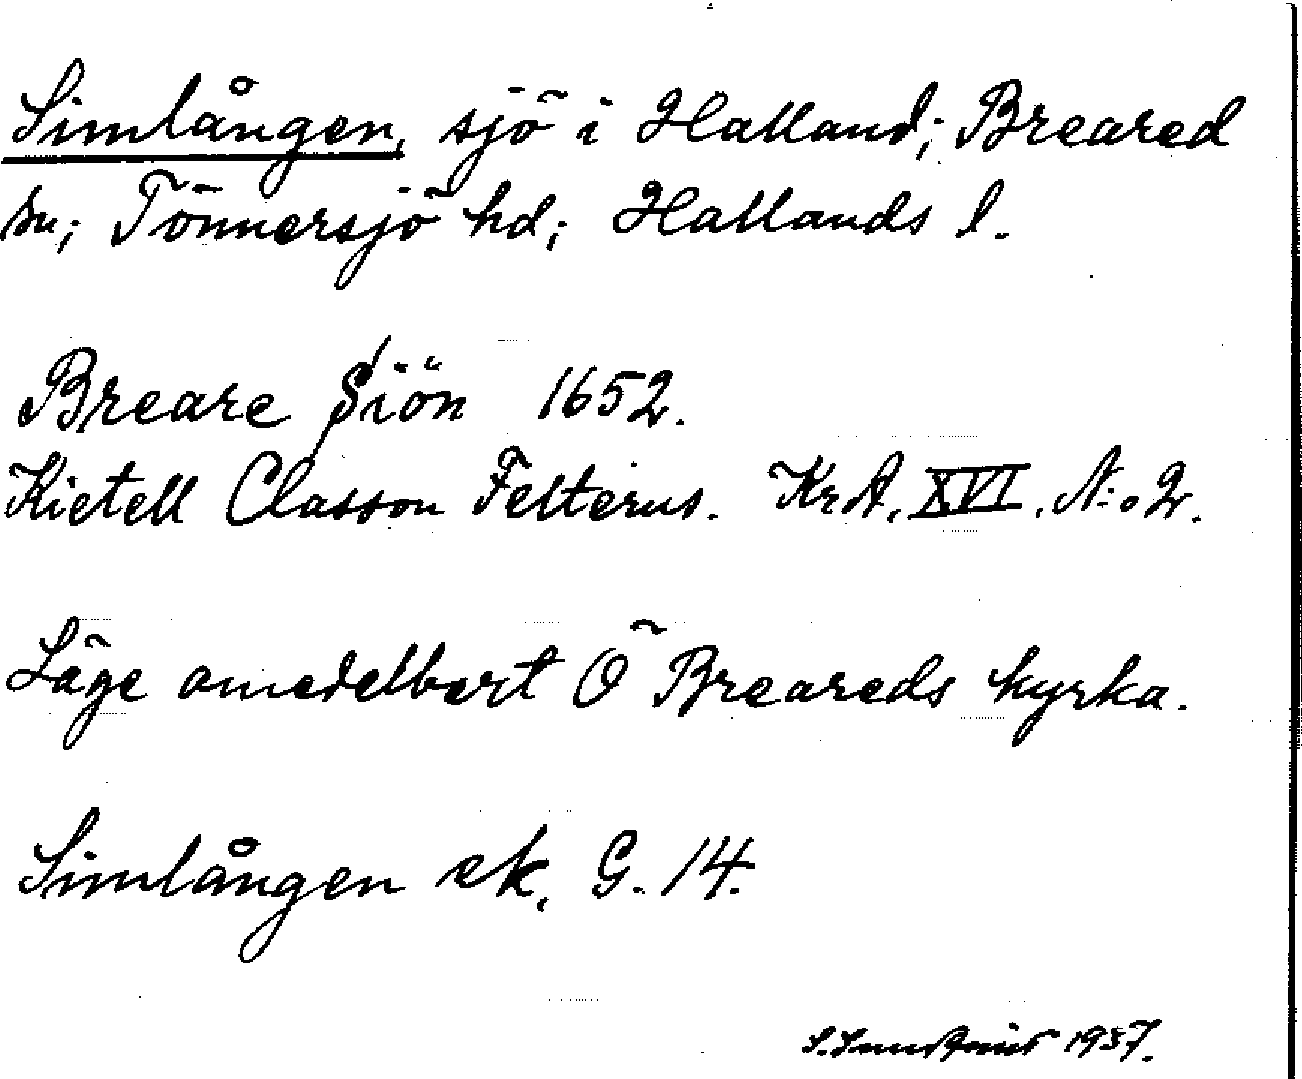 Simlången, sjö i Halland; Breared
sn; Tönnersjö hd; Hallands l.
Breare Siön 1652.
Kietell Classon Felterus. KrA. XVI. N:o 2.
Läge omedelbart Ö Breareds kyrka.
Simlången ek. G. 14.
1937.